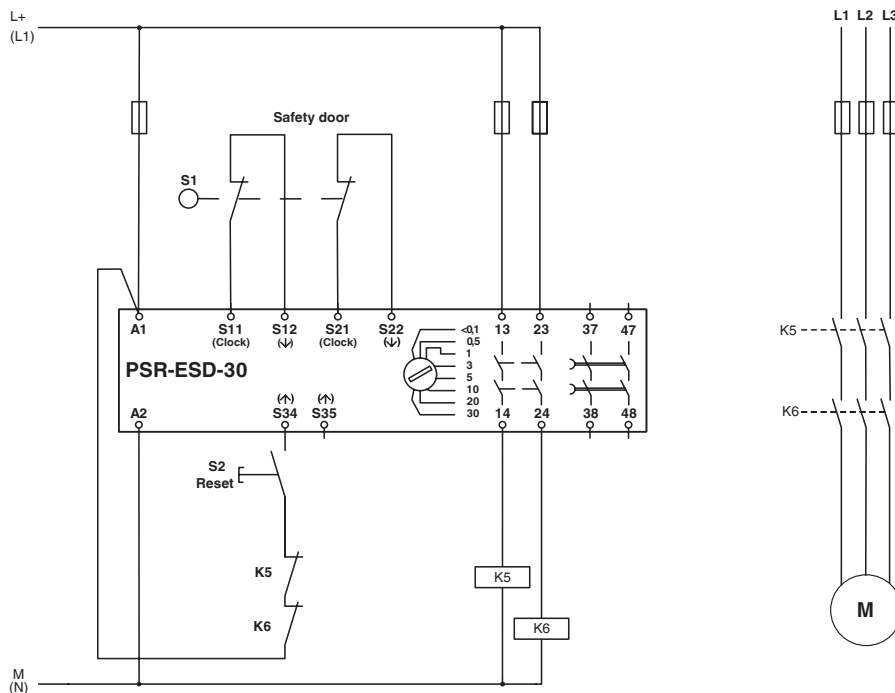 L+
(L1)
L1 L2 L3
Safety door
S1
A1
S11
(Clock)
S12
(↓)
S21
(Clock)
S22
(↓)
<0,1
0,5
1
3
5
10
20
30
13
23
37
47
PSR-ESD-30
A2
(↑)
S34
(↑)
S35
14
24
38
48
K5
K6
S2
Reset
K5
K6
K5
K6
M
M
(N)